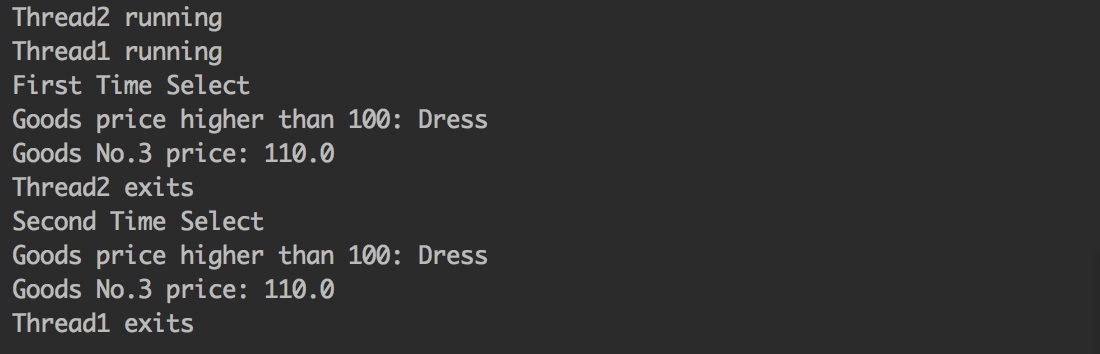 Thread2 running
Thread1 running
First Time Select
Goods price higher than 100: Dress
Goods No.3 price: 110.0
Thread2 exits
Second Time Select
Goods price higher than 100: Dress
Goods No.3 price: 110.0
Thread1 exits